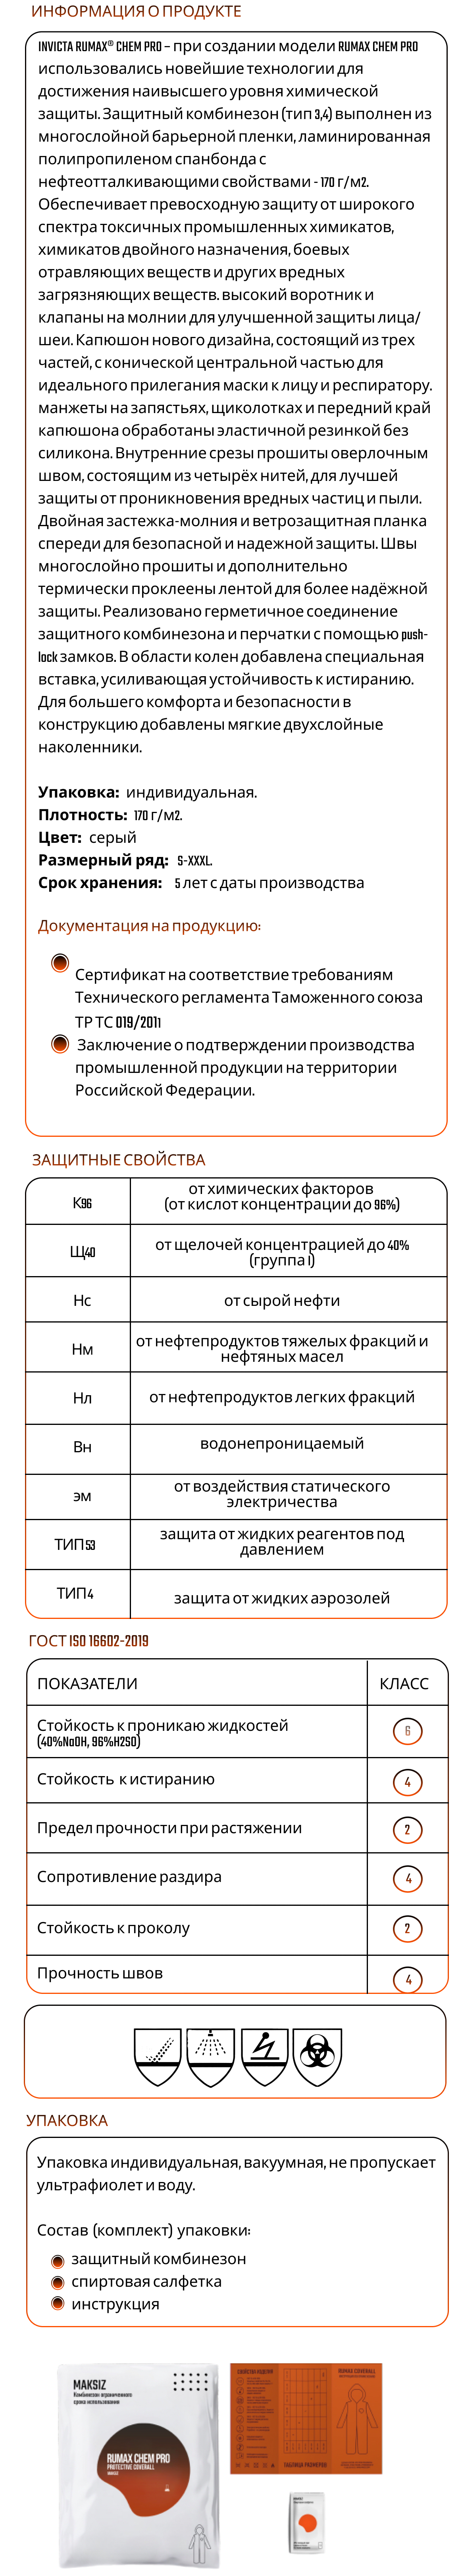 ИНФОРМАЦИЯ О ПРОДУКТЕ
INVICTA RUMAX® CHEM PRO – при создании модели RUMAX CHEM PRO
использовались новейшие технологии для
достижения наивысшего уровня химической
защиты. Защитный комбинезон (тип 3,4) выполнен из
многослойной барьерной пленки, ламинированная
полипропиленом спанбонда с
нефтеотталкивающими свойствами - 170 г/м2.
Обеспечивает превосходную защиту от широкого
спектра токсичных промышленных химикатов,
химикатов двойного назначения, боевых
отравляющих веществ и других вредных
загрязняющих веществ. высокий воротник и
клапаны на молнии для улучшенной защиты лица/
шеи. Капюшон нового дизайна, состоящий из трех
частей, с конической центральной частью для
идеального прилегания маски к лицу и респиратору.
манжеты на запястьях, щиколотках и передний край
капюшона обработаны эластичной резинкой без
силикона. Внутренние срезы прошиты оверлочным
швом, состоящим из четырёх нитей, для лучшей
защиты от проникновения вредных частиц и пыли.
Двойная застежка-молния и ветрозащитная планка
спереди для безопасной и надежной защиты. Швы
многослойно прошиты и дополнительно
термически проклеены лентой для более надёжной
защиты. Реализовано герметичное соединение
защитного комбинезона и перчатки с помощью push-
lock замков. В области колен добавлена специальная
вставка, усиливающая устойчивость к истиранию.
Для большего комфорта и безопасности в
конструкцию добавлены мягкие двухслойные
наколенники.
Упаковка: индивидуальная.
Плотность: 170 г/м2.
Цвет: серый
Размерный ряд: S-XXXL.
Срок хранения: 5 лет с даты производства
Документация на продукцию:
Сертификат на соответствие требованиям
Технического регламента Таможенного союза
ТР ТС 019/2011
Заключение о подтверждении производства
промышленной продукции на территории
Российской Федерации.
ЗАЩИТНЫЕ СВОЙСТВА
К96
от химических факторов
(от кислот концентрации до 96%)
Щ40
от щелочей концентрацией до 40%
(группа I)
Нс
от сырой нефти
Нм
от нефтепродуктов тяжелых фракций и
нефтяных масел
Нл
от нефтепродуктов легких фракций
Вн
водонепроницаемый
эм
от воздействия статического
электричества
ТИП 53
защита от жидких реагентов под
давлением
ТИП 4
защита от жидких аэрозолей
ГОСТ ISO 16602-2019
ПОКАЗАТЕЛИ КЛАСС
Стойкость к проникаю жидкостей
(40%NaOH, 96%H2SO)
6
Стойкость к истиранию 4
Предел прочности при растяжении 2
Сопротивление раздира 4
Стойкость к проколу 2
Прочность швов 4
УПАКОВКА
Упаковка индивидуальная, вакуумная, не пропускает
ультрафиолет и воду.
Состав (комплект) упаковки:
защитный комбинезон
спиртовая салфетка
инструкция
MAKSIZ
Комбинезон ограниченного
срока использования
RUMAX CHEM PRO
PROTECTIVE COVERALL
RUMAX COVERALL
ТАБЛИЦА РАЗМЕРОВ